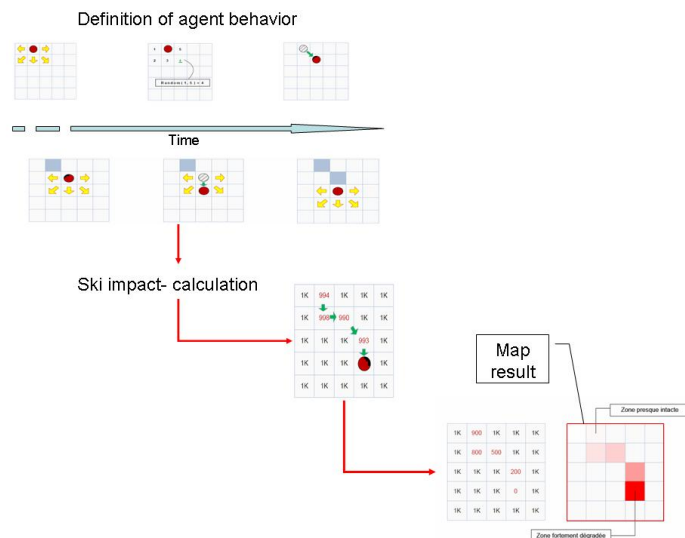 Definition of agent behavior
Time
Ski impact- calculation
1K 994 1K 1K 1K
1K 998 990 1K 1K
1K 1K 1K 993 1K
1K 1K 1K 1K
1K 1K 1K 1K 1K
Map
result
Zone presque intacte
1K 900 1K 1K 1K
1K 800 500 1K 1K
1K 1K 1K 200 1K
1K 1K 1K 0 1K
1K 1K 1K 1K 1K
Zone fortement dégradée